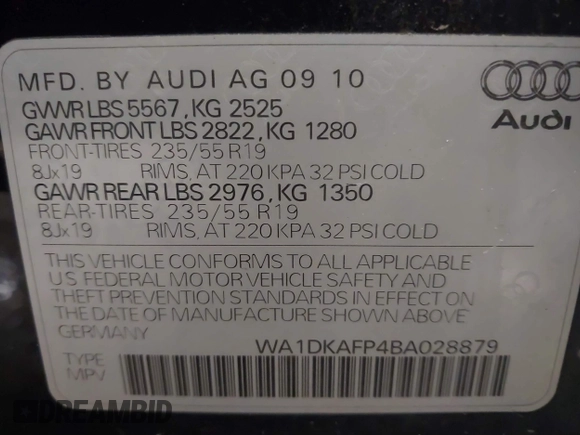 MFD. BY AUDI AG 09 10
GVWR LBS 5567, KG 2525
GAWR FRONT LBS 2822, KG 1280
FRONT-TIRES 235/55 R19
8Jx19 RIMS, AT 220 KPA 32 PSI COLD
GAWR REAR LBS 2976, KG 1350
REAR-TIRES 235/55 R19
8Jx19 RIMS, AT 220 KPA 32 PSI COLD
Audi
THIS VEHICLE CONFORMS TO ALL APPLICABLE
US FEDERAL MOTOR VEHICLE SAFETY AND
THEFT PREVENTION STANDARDS IN EFFECT ON
THE DATE OF MANUFACTURE SHOWN ABOVE
GERMANY
WA1DKAFP4BA028879
TYPE
MPV
DREAMBID